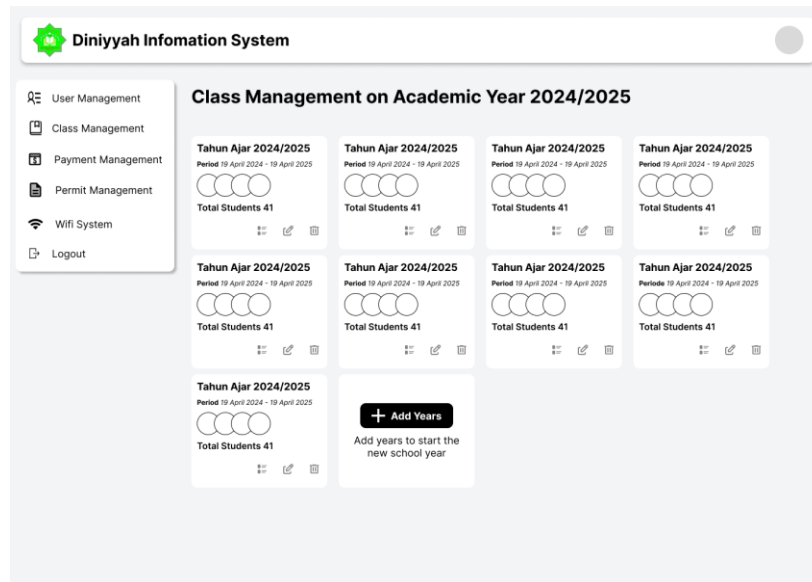 Diniyyah Infomation System
User Management
Class Management
Payment Management
Permit Management
Wifi System
Logout
Class Management on Academic Year 2024/2025
Tahun Ajar 2024/2025
Period 19 April 2024 - 19 April 2025
Total Students 41
Tahun Ajar 2024/2025
Period 19 April 2024 - 19 April 2025
Total Students 41
Tahun Ajar 2024/2025
Period 19 April 2024 - 19 April 2025
Total Students 41
Tahun Ajar 2024/2025
Period 19 April 2024 - 19 April 2025
Total Students 41
Tahun Ajar 2024/2025
Period 19 April 2024 - 19 April 2025
Total Students 41
Tahun Ajar 2024/2025
Period 19 April 2024 - 19 April 2025
Total Students 41
Tahun Ajar 2024/2025
Period 19 April 2024 - 19 April 2025
Total Students 41
Tahun Ajar 2024/2025
Periode 19 April 2024 - 19 April 2025
Total Students 41
Tahun Ajar 2024/2025
Period 19 April 2024 - 19 April 2025
Total Students 41
Add Years
Add years to start the
new school year